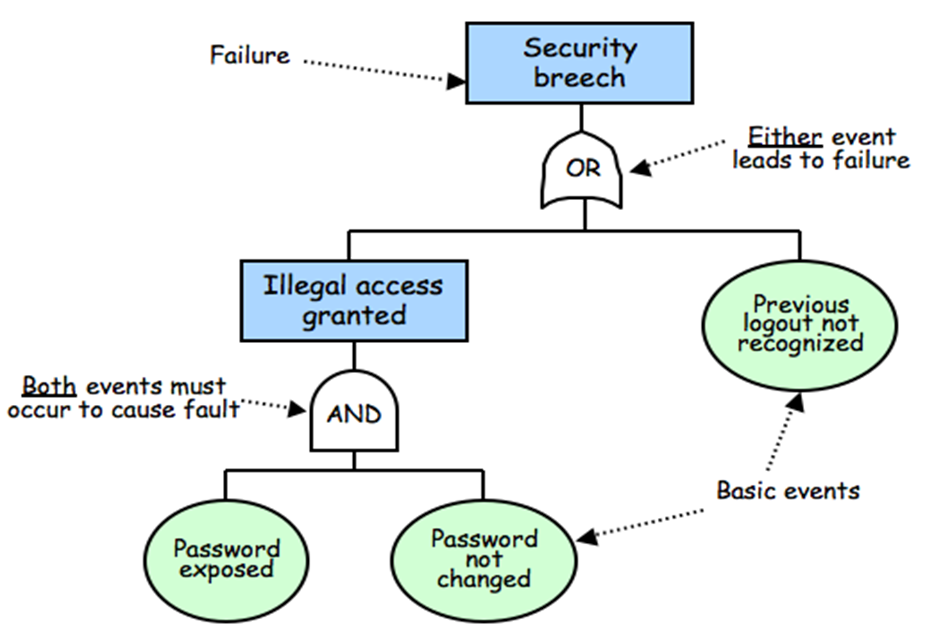 Security
breech
Failure
Either event
leads to failure
OR
Illegal access
granted
Previous
logout not
recognized
Both events must
occur to cause fault
AND
Basic events
Password
exposed
Password
not
changed